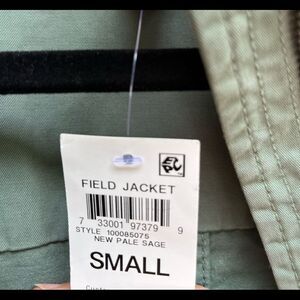 FIELD JACKET
7 33001 97379 9
STYLE 100085075
NEW PALE SAGE
SMALL